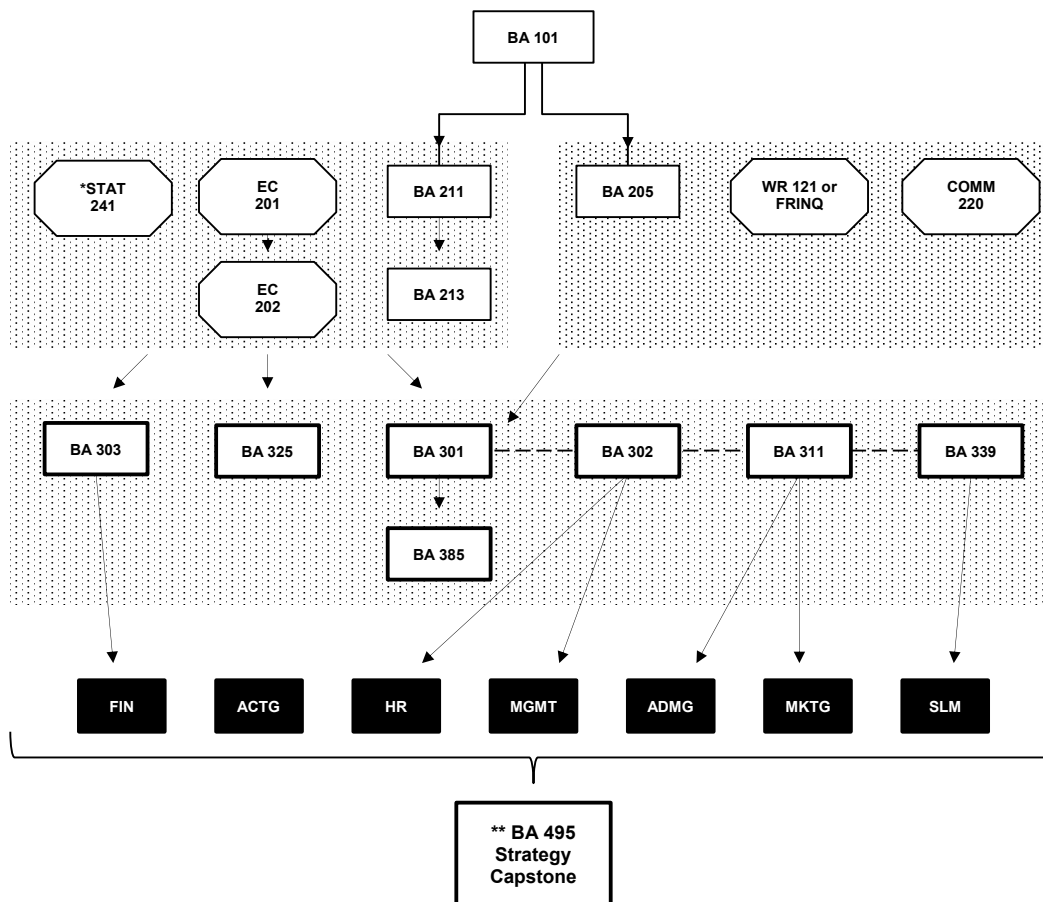 BA 101
*STAT
241
EC
201
BA 211
BA 205
WR 121 or
FRINQ
COMM
220
EC
202
BA 213
BA 303
BA 325
BA 301
BA 302
BA 311
BA 339
BA 385
FIN
ACTG
HR
MGMT
ADMG
MKTG
SLM
** BA 495
Strategy
Capstone